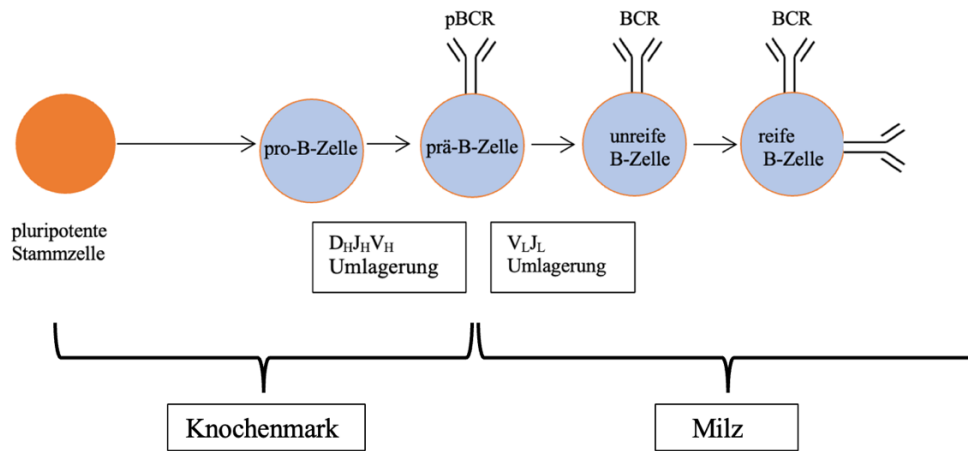 pBCR
BCR
BCR
pro-B-Zelle
prä-B-Zelle
unreife
B-Zelle
reife
B-Zelle
pluripotente
Stammzelle
DHJHVH
Umlagerung
VLJL
Umlagerung
Knochenmark
Milz